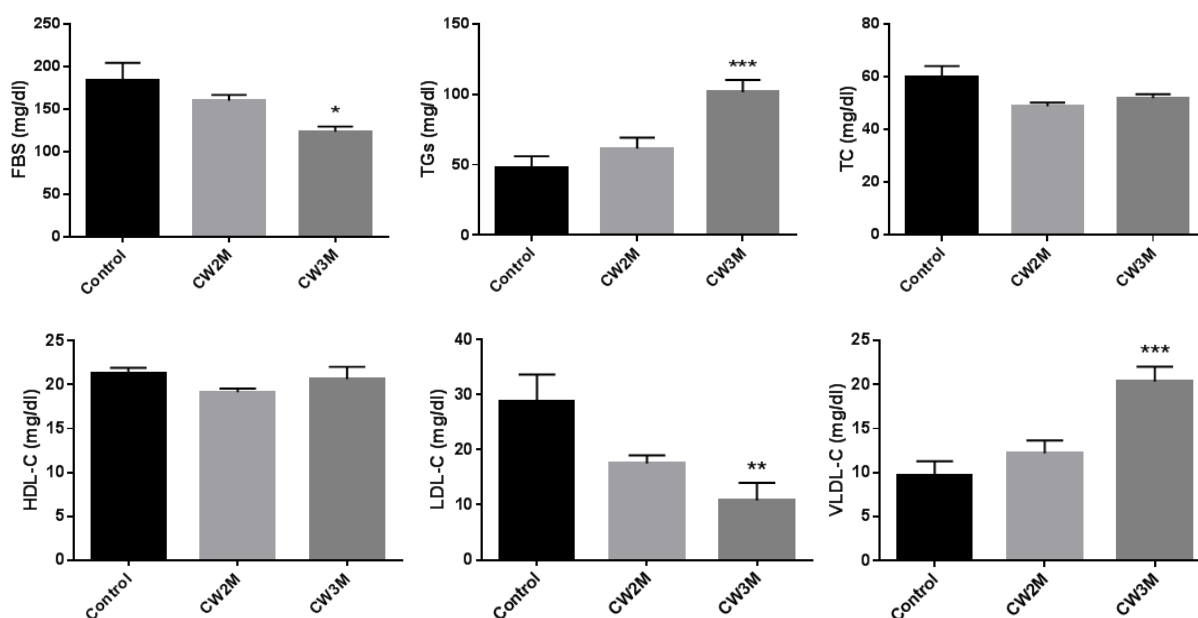 FBS (mg/dl)
250
200
150
100
50
0
*
Control
CW2M
CW3M
TGs (mg/dl)
150
100
50
0
***
Control
CW2M
CW3M
TC (mg/dl)
80
60
40
20
0
Control
CW2M
CW3M
HDL-C (mg/dl)
25
20
15
10
5
0
Control
CW2M
CW3M
LDL-C (mg/dl)
40
30
20
10
0
**
Control
CW2M
CW3M
VLDL-C (mg/dl)
25
20
15
10
5
0
***
Control
CW2M
CW3M